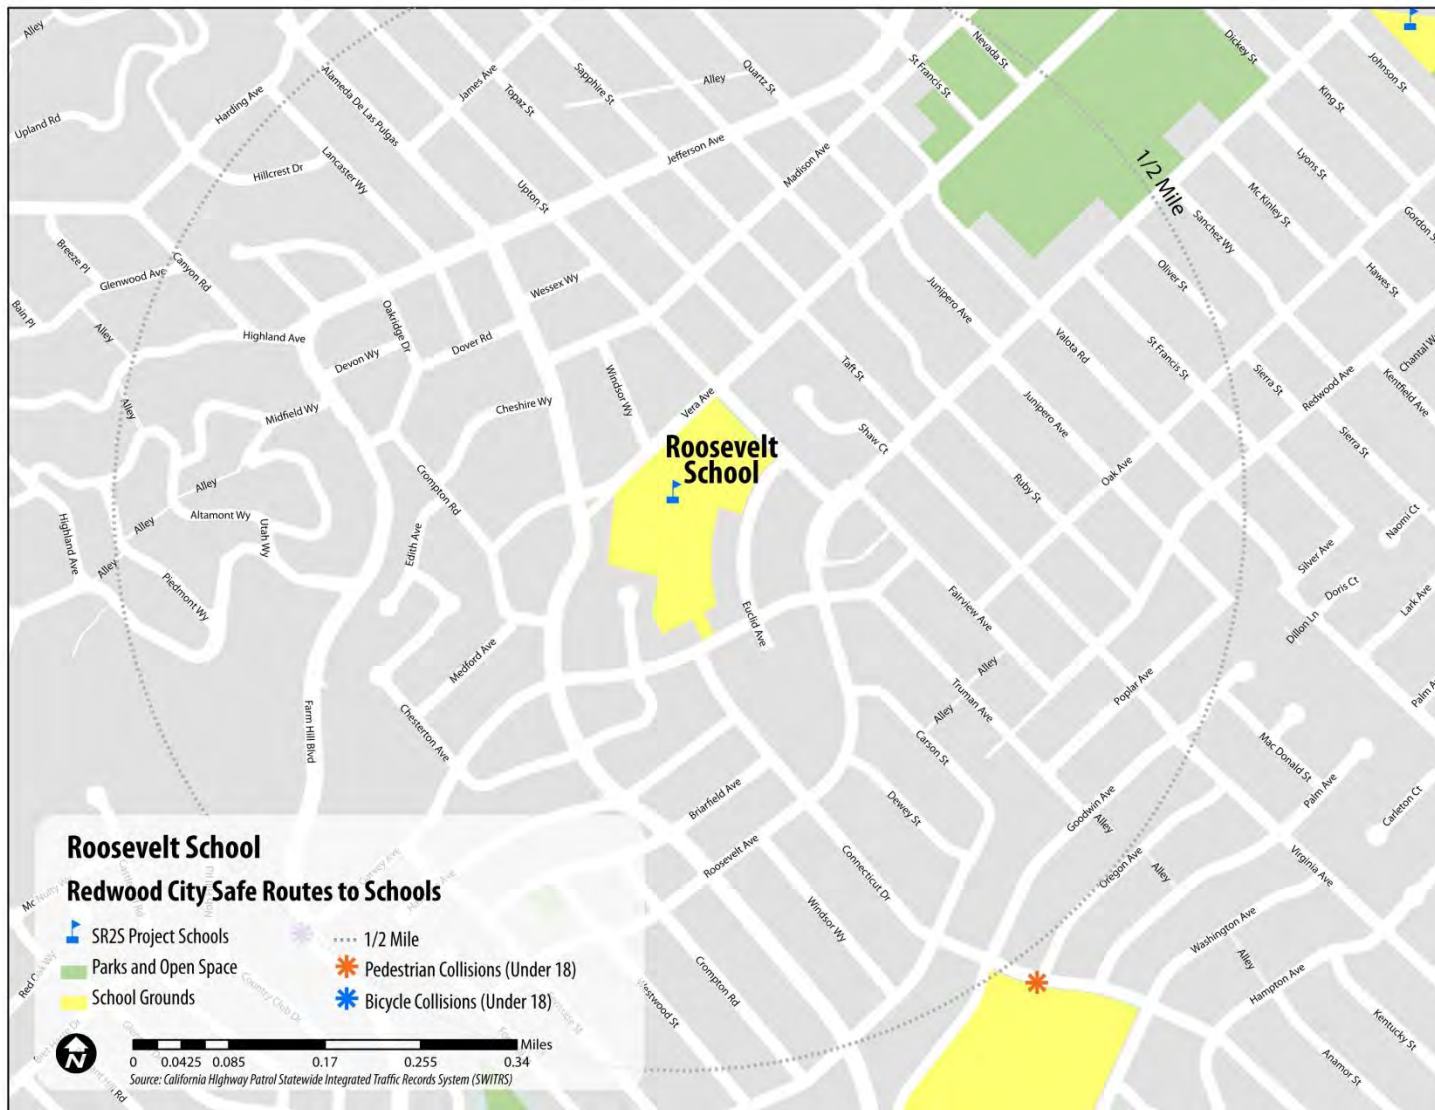 Alley
Nevada St
Dickey St
Johnson St
St Francis St
Quartz St
James Ave
Sapphire St
Alley
Topaz St
Alameda De Las Pulgas
Harding Ave
King St
Upland Rd
Jefferson Ave
Madison Ave
1/2 Mile
Lyons St
Hillcrest Dr
Lancaster Wy
Upton St
Mc Kinley St
Sanchez Wy
Gordon S
Breeze Pl
Canyon Rd
Glenwood Ave
Wessex Wy
Oliver St
Hawes St
Bain Pl
Alley
Oakridge Dr
Junipero Ave
Highland Ave
Devon Wy
Dover Rd
Valota Rd
St Francis St
Chantal W
Taft St
Windsor Wy
Sierra St
Redwood Ave
Kentfield Ave
Alley
Midfield Wy
Cheshire Wy
Vera Ave
Junipero Ave
Shaw Ct
Sierra St
Roosevelt
School
Crompton Rd
Oak Ave
Ruby St
Alley
Altamont Wy
Alley
Utah Wy
Highland Ave
Edith Ave
Naomi Ct
Silver Ave
Alley
Piedmont Wy
Doris Ct
Lark Ave
Euclid Ave
Fairview Ave
Dillon Ln
Medford Ave
Alley
Poplar Ave
Truman Ave
Palm A
Farm Hill Blvd
Chesterton Ave
Alley
Carson St
Mac Donald St
Briarfield Ave
Dewey St
Goodwin Ave
Alley
Palm Ave
Carleton Ct
Roosevelt Ave
Connecticut Dr
Oregon Ave
Alley
Virginia Ave
Windsor Wy
Washington Ave
Alley
Crompton Rd
Westwood St
Hampton Ave
Kentucky St
Anamor St
Roosevelt School
Redwood City Safe Routes to Schools
SR2S Project Schools
1/2 Mile
Parks and Open Space
Pedestrian Collisions (Under 18)
School Grounds
Bicycle Collisions (Under 18)
Country Club Dr
N
Miles
0 0.0425 0.085 0.17 0.255 0.34
Source: California HIghway Patrol Statewide Integrated Traffic Records System (SWITRS)